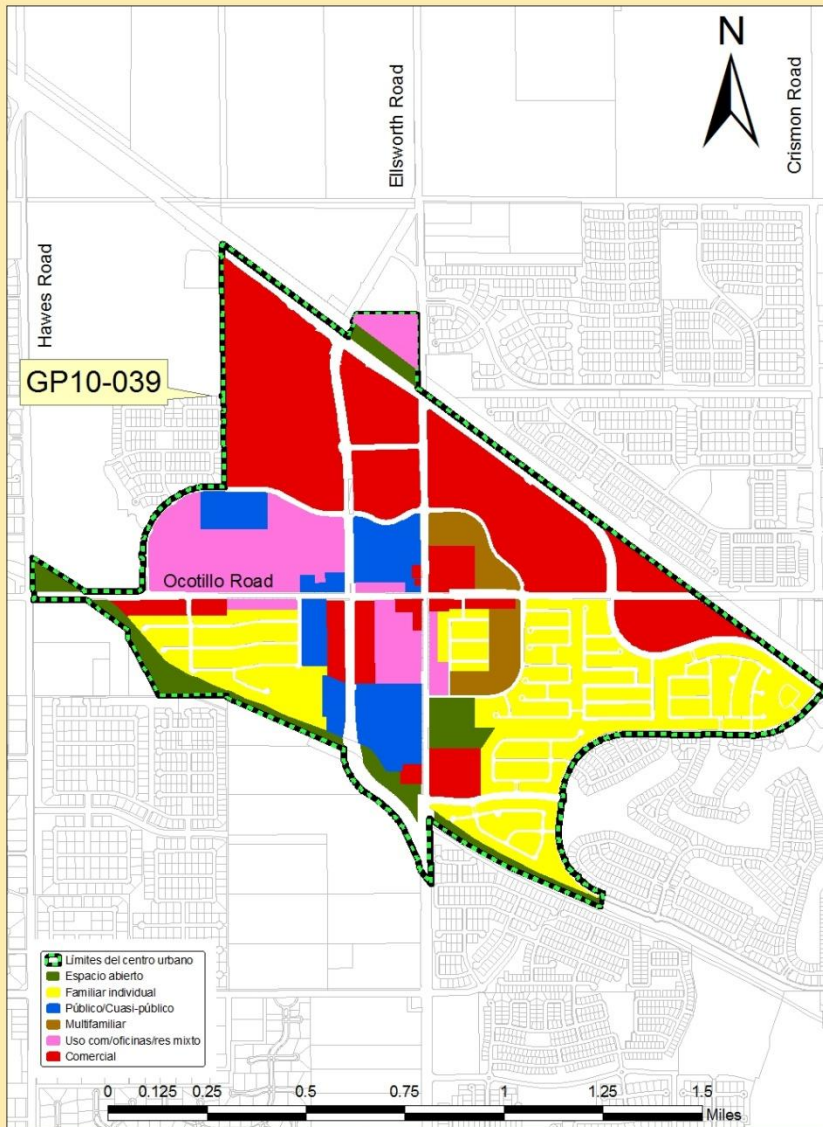 N
Ellsworth Road
Crismon Road
Hawes Road
GP10-039
Ocotillo Road
Límites del centro urbano
Espacio abierto
Familiar individual
Público/Cuasi-público
Multifamiliar
Uso com/oficinas/res mixto
Comercial
0 0.125 0.25 0.5 0.75 1 1.25 1.5
Miles